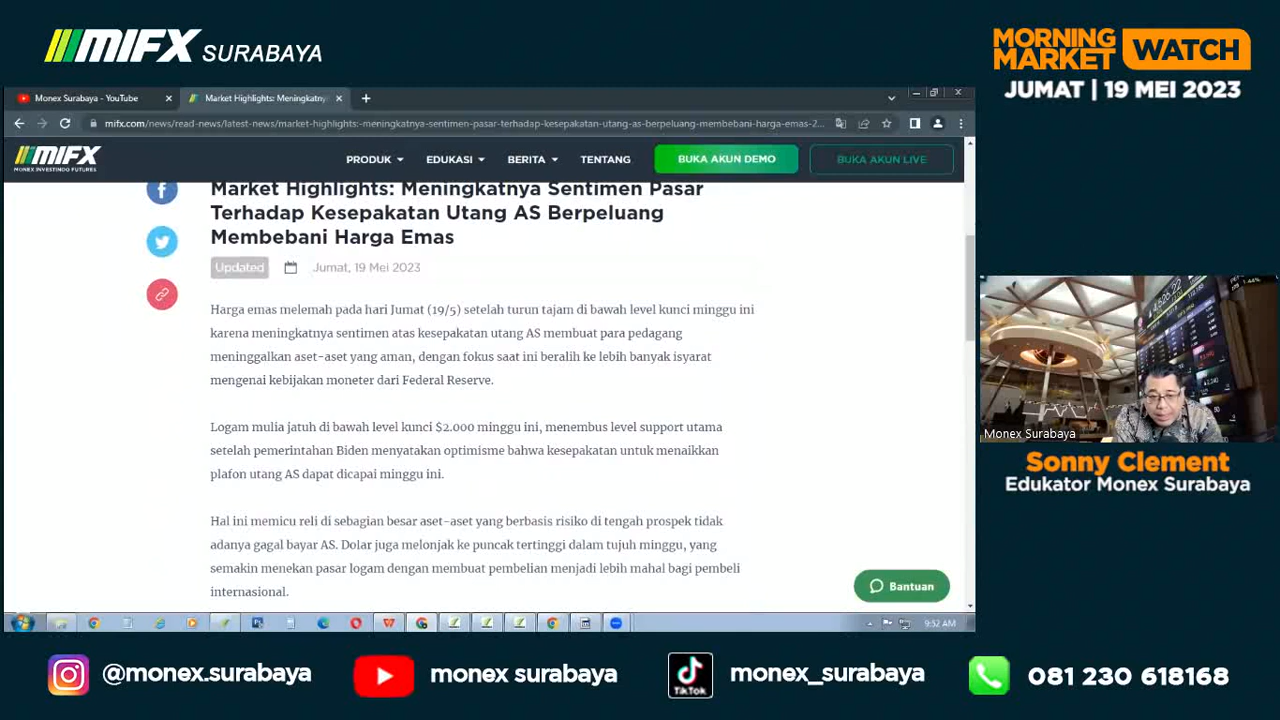 MIFX SURABAYA
MORNING
MARKET
WATCH
JUMAT | 19 MEI 2023
Monex Surabaya - YouTube
Market Highlights: Meningkatny
mifx.com/news/read-news/latest-news/market-highlights:-meningkatnya-sentimen-pasar-terhadap-kesepakatan-utang-as-berpeluang-membebani-harga-emas-2...
MIFX
MONEX INVESTINDO FUTURES
PRODUK
EDUKASI
BERITA
TENTANG
BUKA AKUN DEMO
BUKA AKUN LIVE
Market Highlights: Meningkatnya Sentimen Pasar
Terhadap Kesepakatan Utang AS Berpeluang
Membebani Harga Emas
Updated
Jumat, 19 Mei 2023
Harga emas melemah pada hari Jumat (19/5) setelah turun tajam di bawah level kunci minggu ini
karena meningkatnya sentimen atas kesepakatan utang AS membuat para pedagang
meninggalkan aset-aset yang aman, dengan fokus saat ini beralih ke lebih banyak isyarat
mengenai kebijakan moneter dari Federal Reserve.
Logam mulia jatuh di bawah level kunci $2.000 minggu ini, menembus level support utama
setelah pemerintahan Biden menyatakan optimisme bahwa kesepakatan untuk menaikkan
plafon utang AS dapat dicapai minggu ini.
Hal ini memicu reli di sebagian besar aset-aset yang berbasis risiko di tengah prospek tidak
adanya gagal bayar AS. Dolar juga melonjak ke puncak tertinggi dalam tujuh minggu, yang
semakin menekan pasar logam dengan membuat pembelian menjadi lebih mahal bagi pembeli
internasional.
Bantuan
9:52 AM
Monex Surabaya
Sonny Clement
Edukator Monex Surabaya
@monex.surabaya
monex surabaya
TikTok
monex_surabaya
081 230 618168